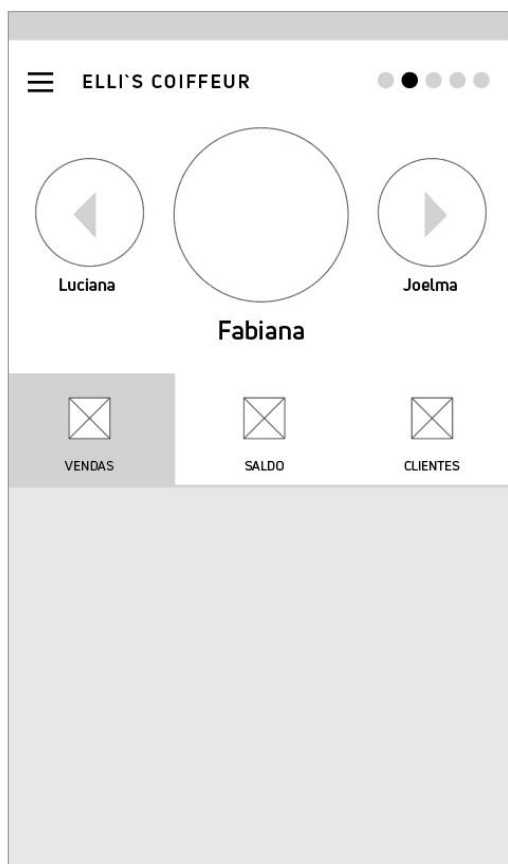 ELLI`S COIFFEUR
Luciana
Joelma
Fabiana
VENDAS
SALDO
CLIENTES